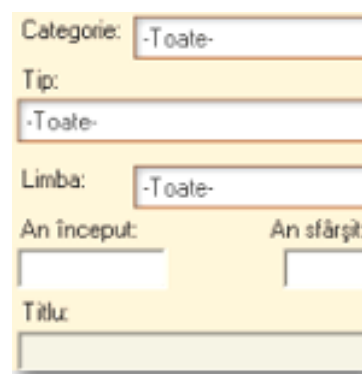 Categorie: -Toate-
Tip:
-Toate-
Limba: -Toate-
An început: An sfârşit:
Titlu: